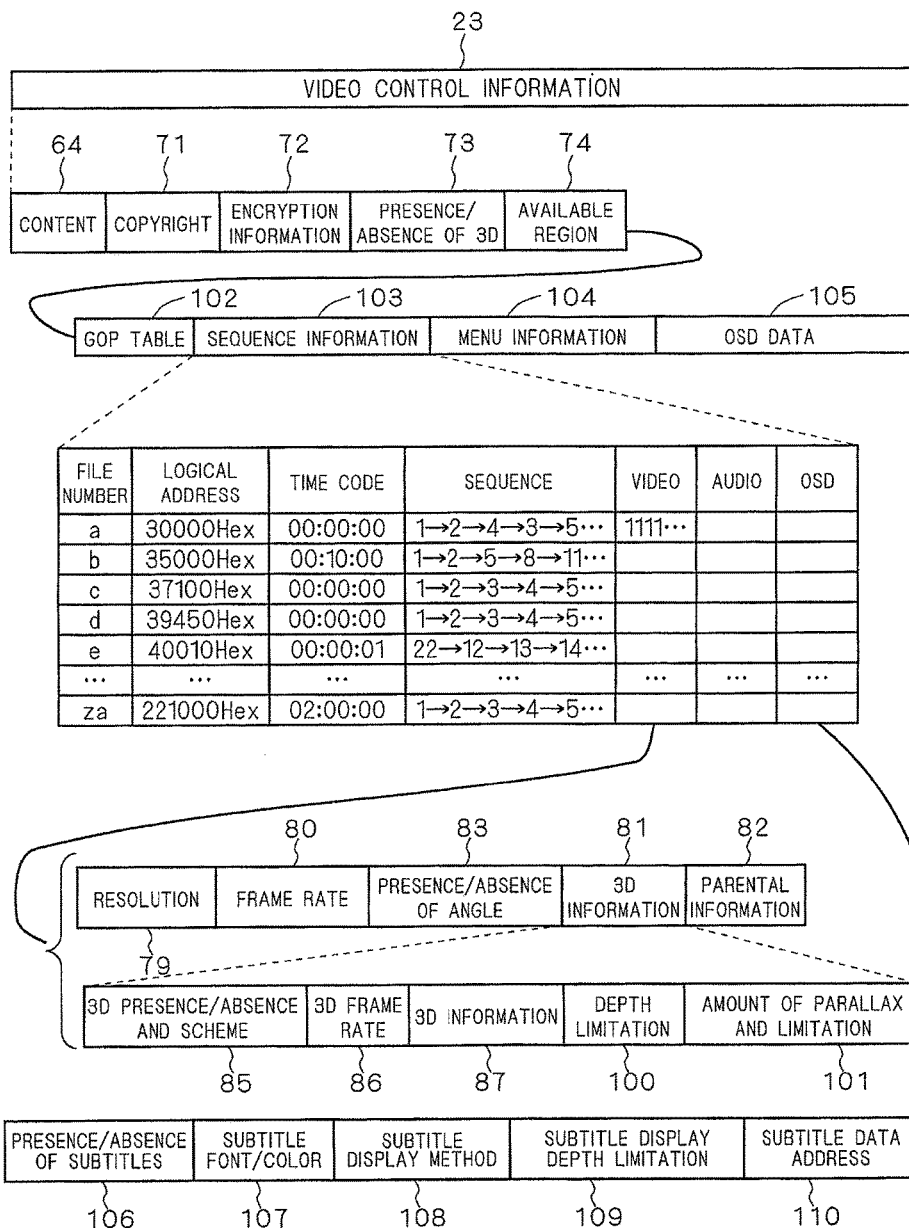 23
VIDEO CONTROL INFORMATION
64 71 72 73 74
CONTENT COPYRIGHT ENCRYPTION INFORMATION PRESENCE/ABSENCE OF 3D AVAILABLE REGION
102 103 104 105
GOP TABLE SEQUENCE INFORMATION MENU INFORMATION OSD DATA
FILE NUMBER LOGICAL ADDRESS TIME CODE SEQUENCE VIDEO AUDIO OSD
a 30000Hex 00:00:00 1→2→4→3→5··· 1111···
b 35000Hex 00:10:00 1→2→5→8→11···
c 37100Hex 00:00:00 1→2→3→4→5···
d 39450Hex 00:00:00 1→2→3→4→5···
e 40010Hex 00:00:01 22→12→13→14···
··· ··· ··· ··· ··· ··· ···
za 221000Hex 02:00:00 1→2→3→4→5···
80 83 81 82
RESOLUTION FRAME RATE PRESENCE/ABSENCE OF ANGLE 3D INFORMATION PARENTAL INFORMATION
79
3D PRESENCE/ABSENCE AND SCHEME 3D FRAME RATE 3D INFORMATION DEPTH LIMITATION AMOUNT OF PARALLAX AND LIMITATION
85 86 87 100 101
PRESENCE/ABSENCE OF SUBTITLES SUBTITLE FONT/COLOR SUBTITLE DISPLAY METHOD SUBTITLE DISPLAY DEPTH LIMITATION SUBTITLE DATA ADDRESS
106 107 108 109 110